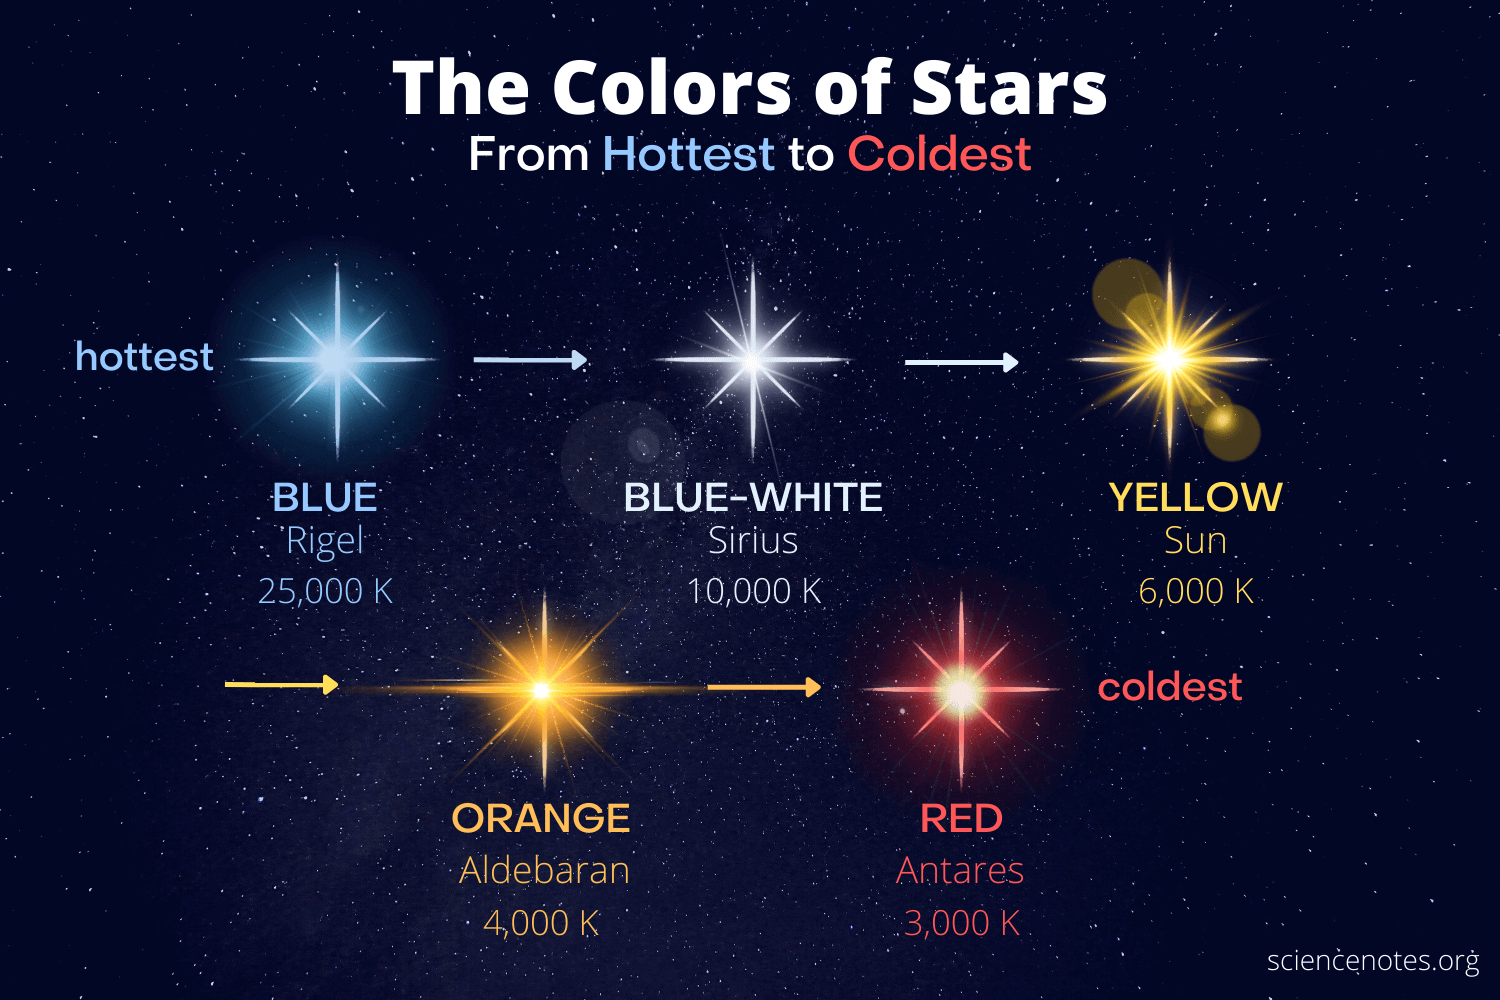 The Colors of Stars
From Hottest to Coldest
hottest
BLUE
Rigel
25,000 K
BLUE-WHITE
Sirius
10,000 K
YELLOW
Sun
6,000 K
ORANGE
Aldebaran
4,000 K
RED
Antares
3,000 K
coldest
sciencenotes.org